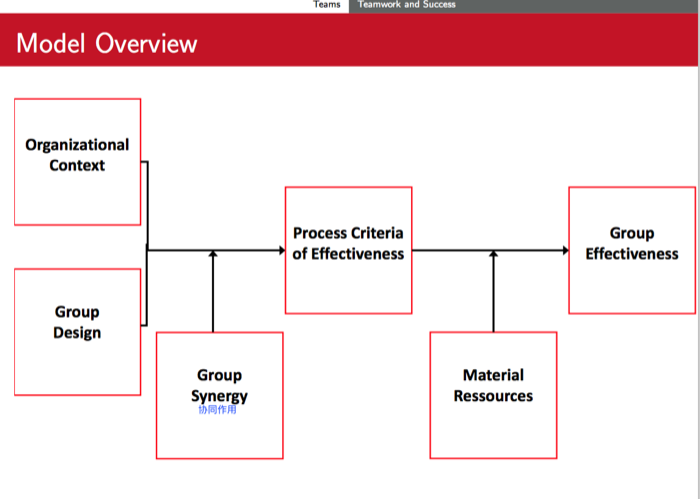 Teams Teamwork and Success
Model Overview
Organizational
Context
Process Criteria
of Effectiveness
Group
Effectiveness
Group
Design
Group
Synergy
协同作用
Material
Ressources